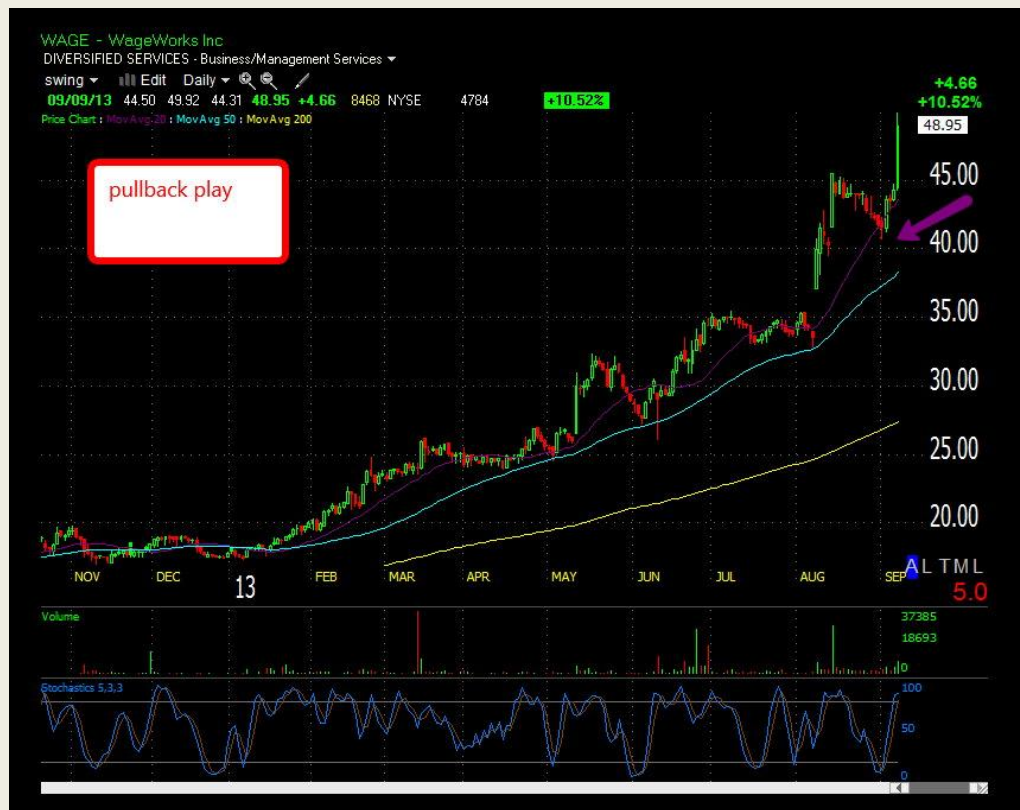 WAGE - WageWorks Inc
DIVERSIFIED SERVICES - Business/Management Services
swing Edit Daily
09/09/13 44.50 49.92 44.31 48.95 +4.66 8468 NYSE 4784 +10.52%
Price Chart : MovAvg 20 : MovAvg 50 : MovAvg 200
+4.66
+10.52%
48.95
pullback play
45.00
40.00
35.00
30.00
25.00
20.00
NOV DEC 13 FEB MAR APR MAY JUN JUL AUG SEP
A L T M L
5.0
Volume
37385
18693
0
Stochastics 5,3,3
100
50
0